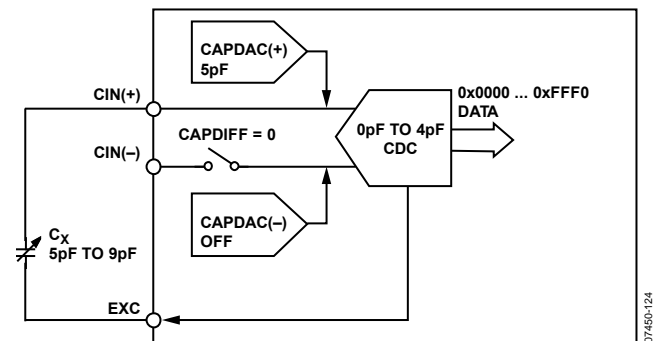 CAPDAC(+)
5pF
CIN(+)
0x0000 ... 0xFFF0
DATA
CAPDIFF = 0
0pF TO 4pF
CDC
CIN(–)
CAPDAC(–)
OFF
CX
5pF TO 9pF
EXC
07450-124